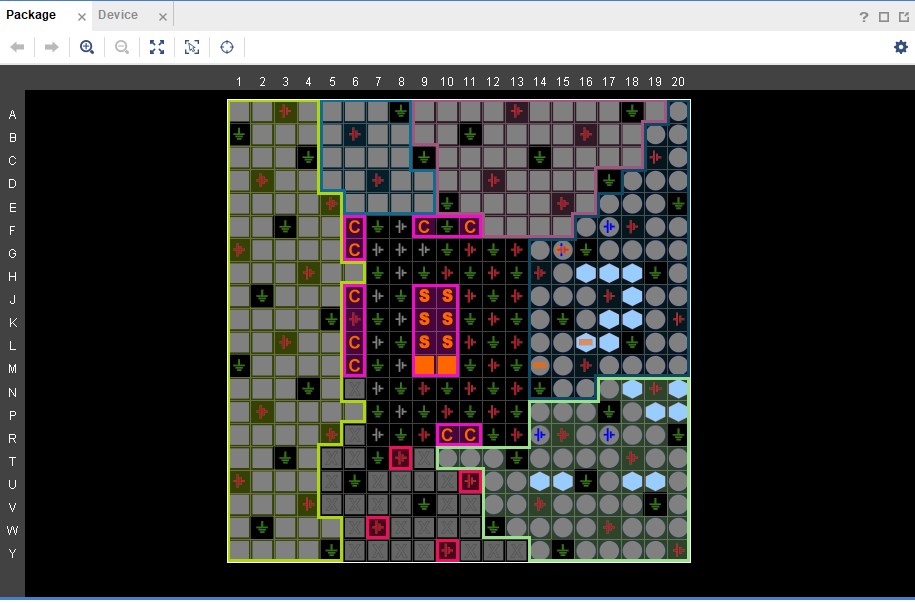 Package Device
?
1 2 3 4 5 6 7 8 9 10 11 12 13 14 15 16 17 18 19 20
A
B
C
D
E
F C C C
G C
H
J C S S
K S S
L C S S
M C
N
P
R C C
T
U
V
W
Y